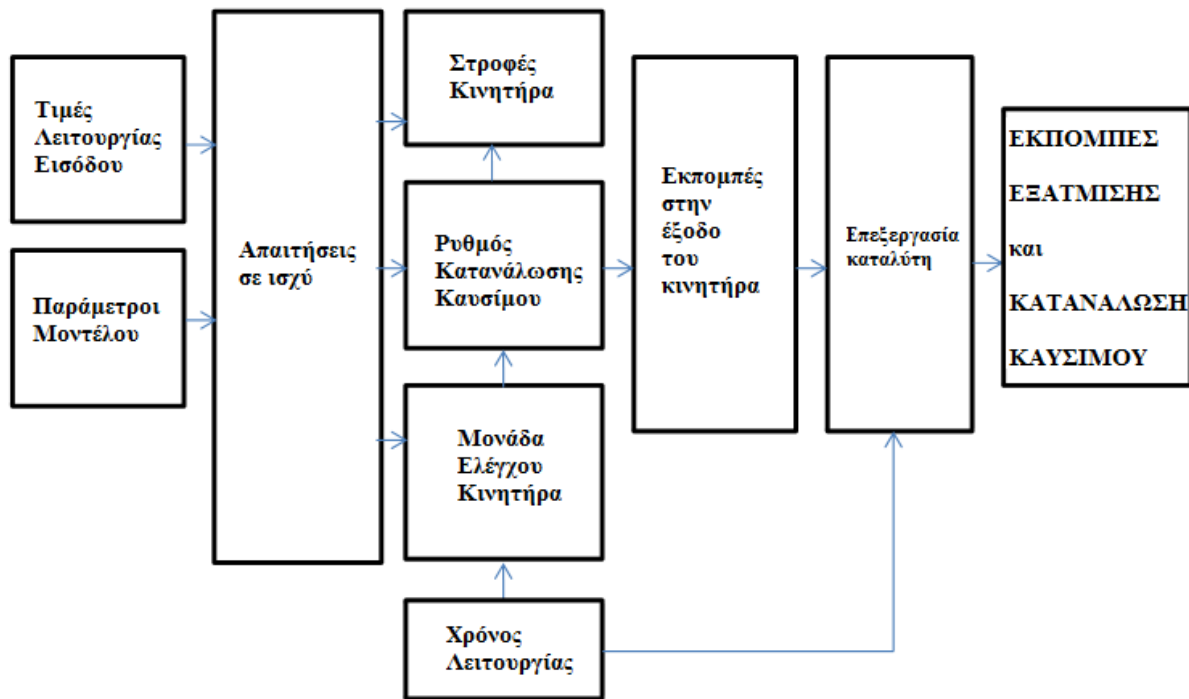 Τιμές
Λειτουργίας
Εισόδου
Παράμετροι
Μοντέλου
Απαιτήσεις
σε ισχύ
Στροφές
Κινητήρα
Ρυθμός
Κατανάλωσης
Καυσίμου
Μονάδα
Ελέγχου
Κινητήρα
Χρόνος
Λειτουργίας
Εκπομπές
στην
έξοδο
του
κινητήρα
Επεξεργασία
καταλύτη
ΕΚΠΟΜΠΕΣ
ΕΞΑΤΜΙΣΗΣ
και
ΚΑΤΑΝΑΛΩΣΗ
ΚΑΥΣΙΜΟΥ